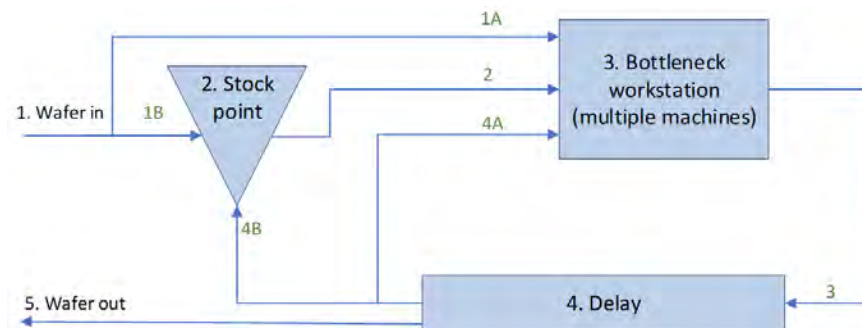 1A
3. Bottleneck
workstation
(multiple machines)
2. Stock
point
2
1. Wafer in
1B
4A
4B
5. Wafer out
4. Delay
3